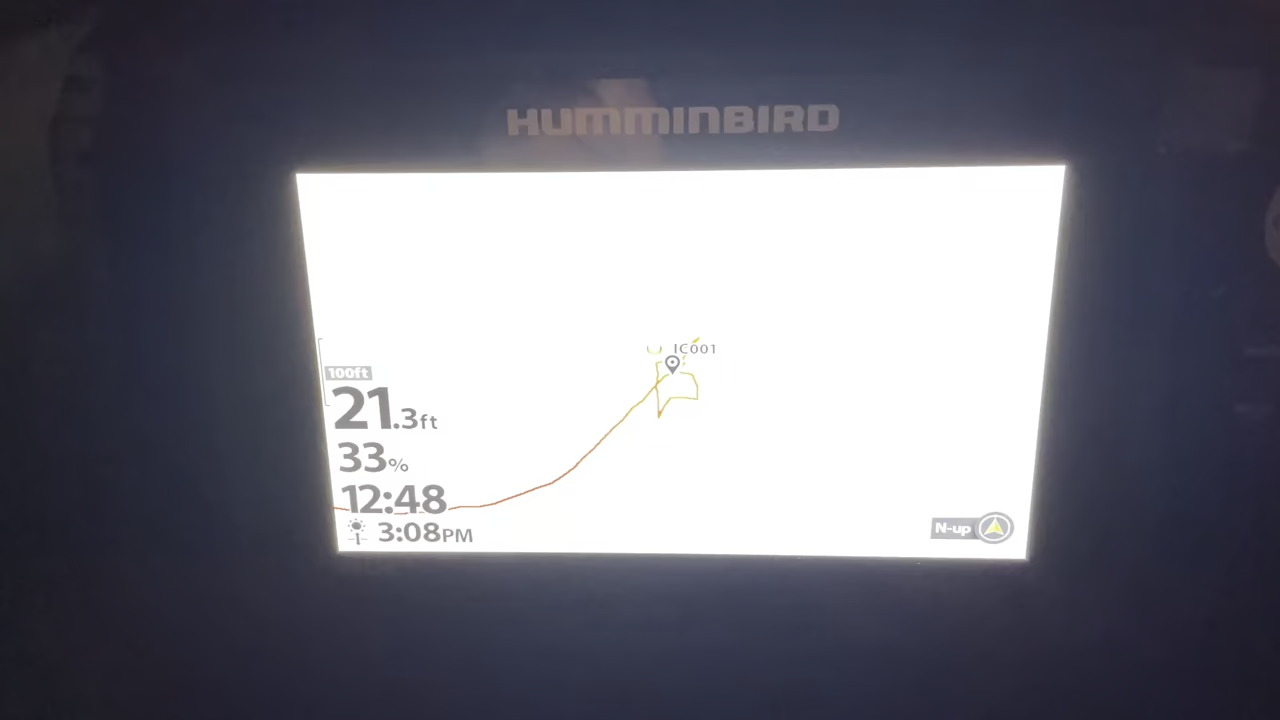 HUMMINBIRD
IC001
100ft
21.3ft
33%
12:48
3:08PM
N-up